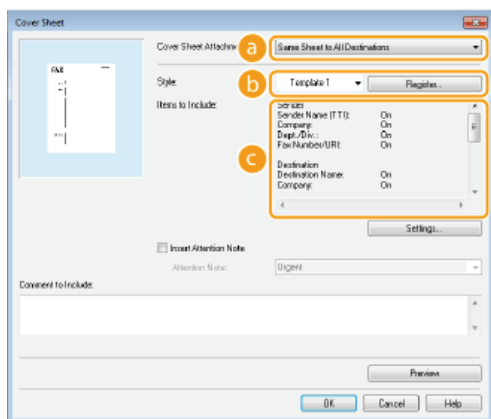 Cover Sheet
Cover Sheet Attachm
a
Same Sheet to All Destinations
FAX
Style:
b
Template 1
Register...
Items to Include:
c
Sender
Sender Name (TTI): On
Company: On
Dept./Div.: On
Fax Number/URI: On
Destination
Destination Name: On
Company: On
Settings...
Insert Attention Note
Attention Note:
Urgent
Comment to Include:
Preview
OK
Cancel
Help